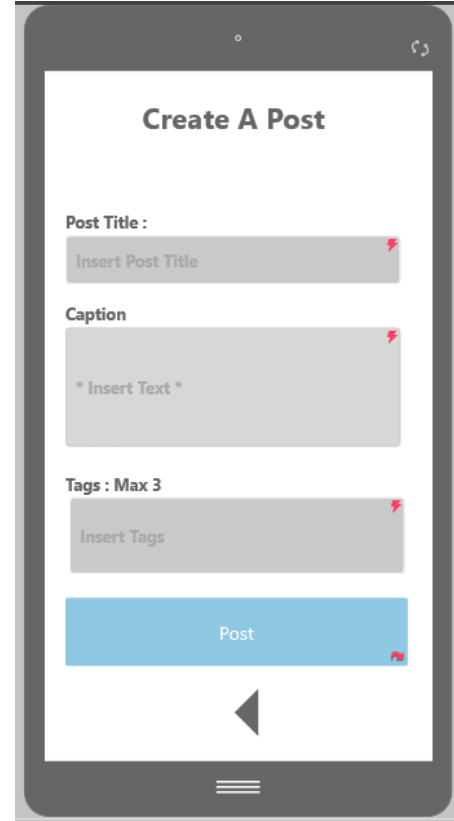 Create A Post
Post Title :
Insert Post Title
Caption
* Insert Text *
Tags : Max 3
Insert Tags
Post